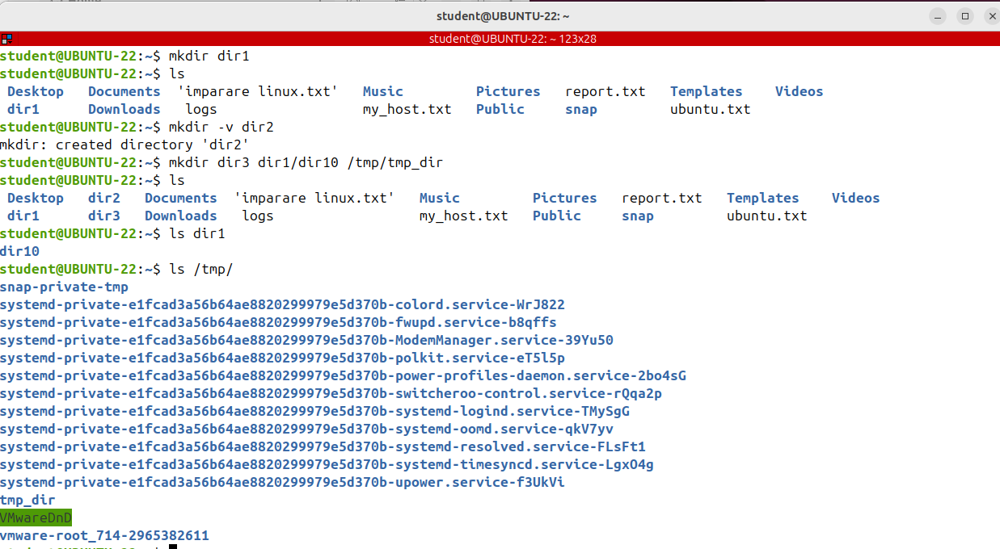 student@UBUNTU-22: ~
student@UBUNTU-22: ~ 123x28
student@UBUNTU-22:~$ mkdir dir1
student@UBUNTU-22:~$ ls
 Desktop   Documents  'imparare linux.txt'   Music         Pictures   report.txt   Templates    Videos
 dir1      Downloads   logs                  my_host.txt   Public     snap         ubuntu.txt
student@UBUNTU-22:~$ mkdir -v dir2
mkdir: created directory 'dir2'
student@UBUNTU-22:~$ mkdir dir3 dir1/dir10 /tmp/tmp_dir
student@UBUNTU-22:~$ ls
 Desktop   dir2   Documents  'imparare linux.txt'   Music         Pictures   report.txt   Templates    Videos
 dir1      dir3   Downloads   logs                  my_host.txt   Public     snap         ubuntu.txt
student@UBUNTU-22:~$ ls dir1
dir10
student@UBUNTU-22:~$ ls /tmp/
snap-private-tmp
systemd-private-e1fcad3a56b64ae8820299979e5d370b-colord.service-WrJ822
systemd-private-e1fcad3a56b64ae8820299979e5d370b-fwupd.service-b8qffs
systemd-private-e1fcad3a56b64ae8820299979e5d370b-ModemManager.service-39Yu50
systemd-private-e1fcad3a56b64ae8820299979e5d370b-polkit.service-eT5l5p
systemd-private-e1fcad3a56b64ae8820299979e5d370b-power-profiles-daemon.service-2bo4sG
systemd-private-e1fcad3a56b64ae8820299979e5d370b-switcheroo-control.service-rQqa2p
systemd-private-e1fcad3a56b64ae8820299979e5d370b-systemd-logind.service-TMySgG
systemd-private-e1fcad3a56b64ae8820299979e5d370b-systemd-oomd.service-qkV7yv
systemd-private-e1fcad3a56b64ae8820299979e5d370b-systemd-resolved.service-FLsFt1
systemd-private-e1fcad3a56b64ae8820299979e5d370b-systemd-timesyncd.service-LgxO4g
systemd-private-e1fcad3a56b64ae8820299979e5d370b-upower.service-f3UkVi
tmp_dir
VMwareDnD
vmware-root_714-2965382611